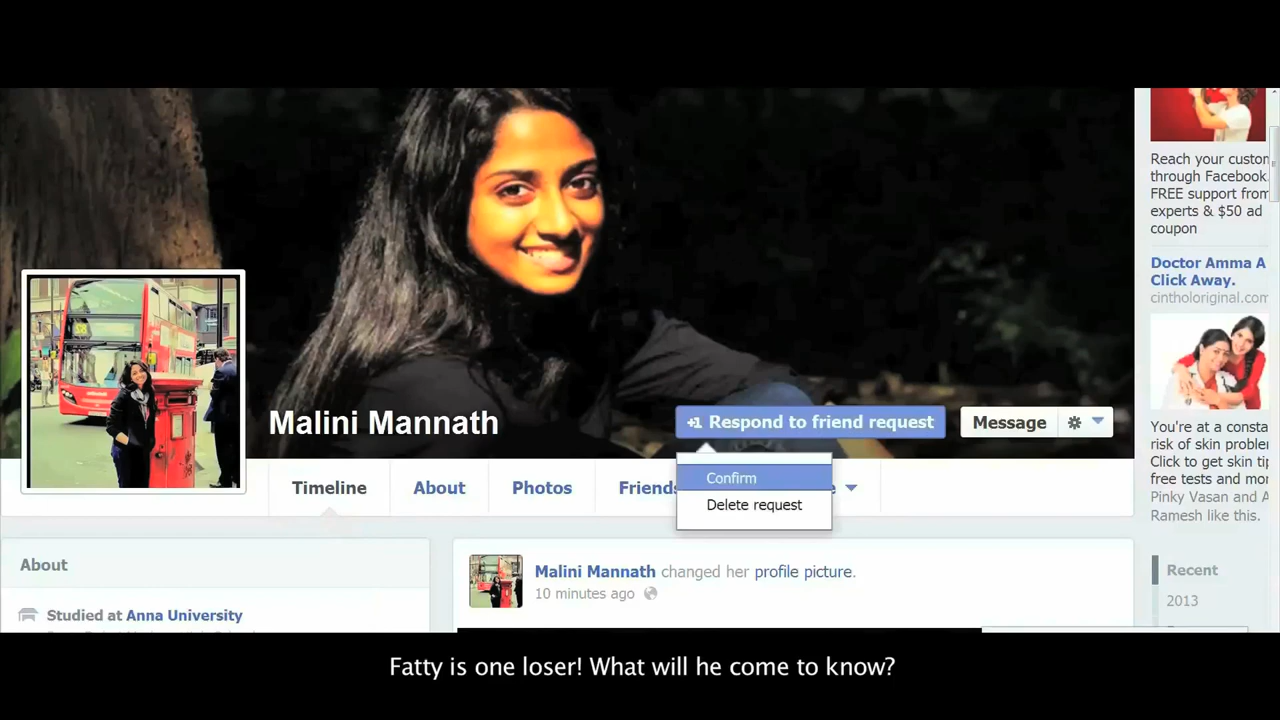 Reach your custom
through Facebook.
FREE support from
experts & $50 ad
coupon
Doctor Amma A
Click Away.
cintholoriginal.com
Malini Mannath
+1 Respond to friend request
Message
You're at a consta
risk of skin problem
Click to get skin tip
free tests and mor
Pinky Vasan and A
Ramesh like this.
Confirm
Delete request
Timeline
About
Photos
Friends
About
Malini Mannath changed her profile picture.
10 minutes ago
Recent
2013
Studied at Anna University
Fatty is one loser! What will he come to know?